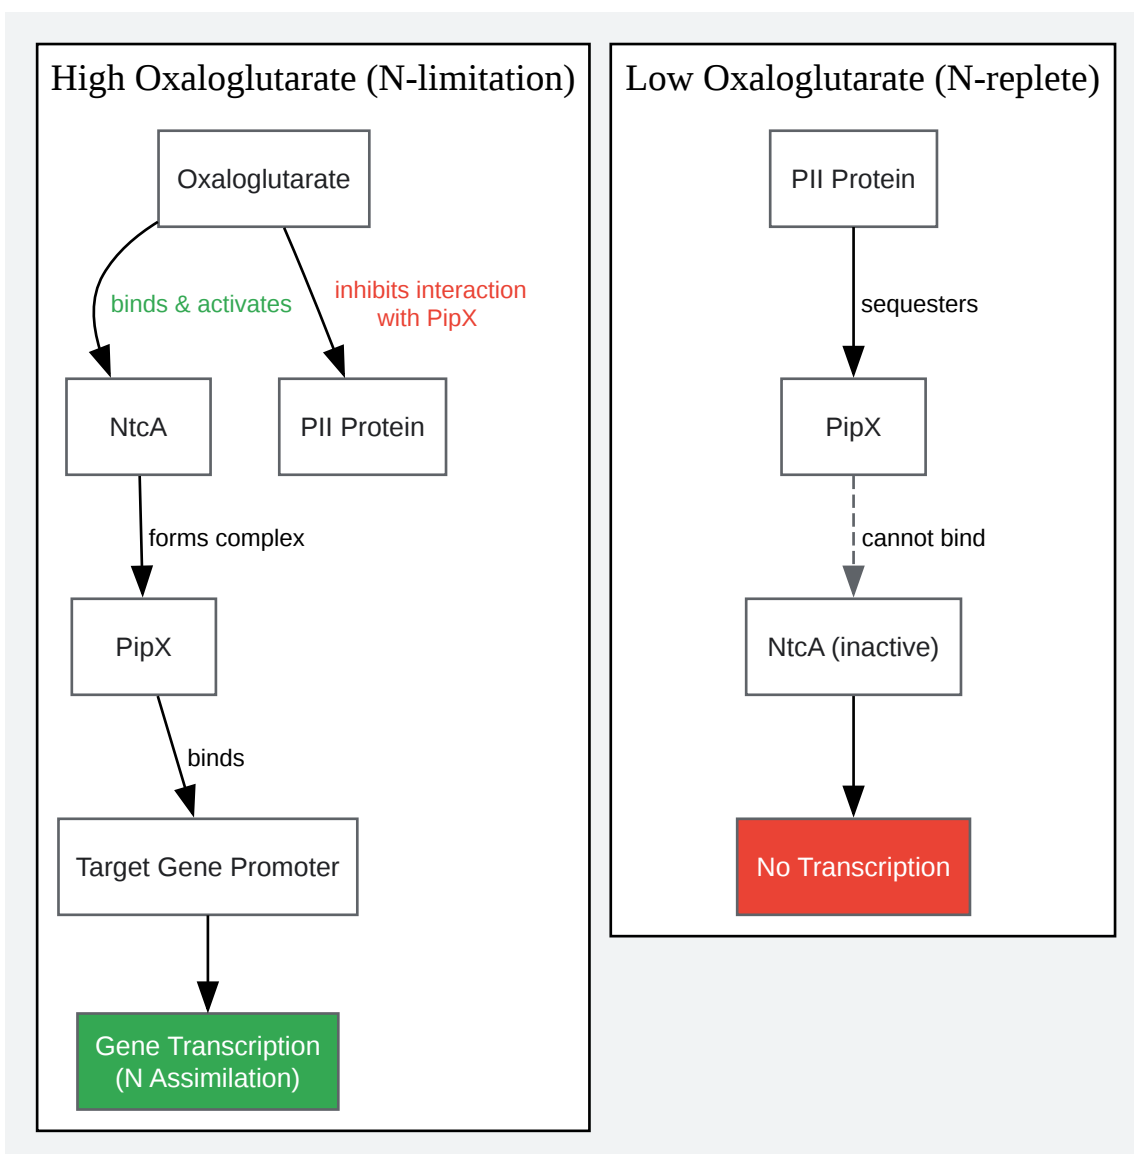 High Oxaloglutarate (N-limitation)
Oxaloglutarate
binds & activates
inhibits interaction
with PipX
NtcA
PII Protein
forms complex
PipX
binds
Target Gene Promoter
Gene Transcription
(N Assimilation)
Low Oxaloglutarate (N-replete)
PII Protein
sequesters
PipX
cannot bind
NtcA (inactive)
No Transcription